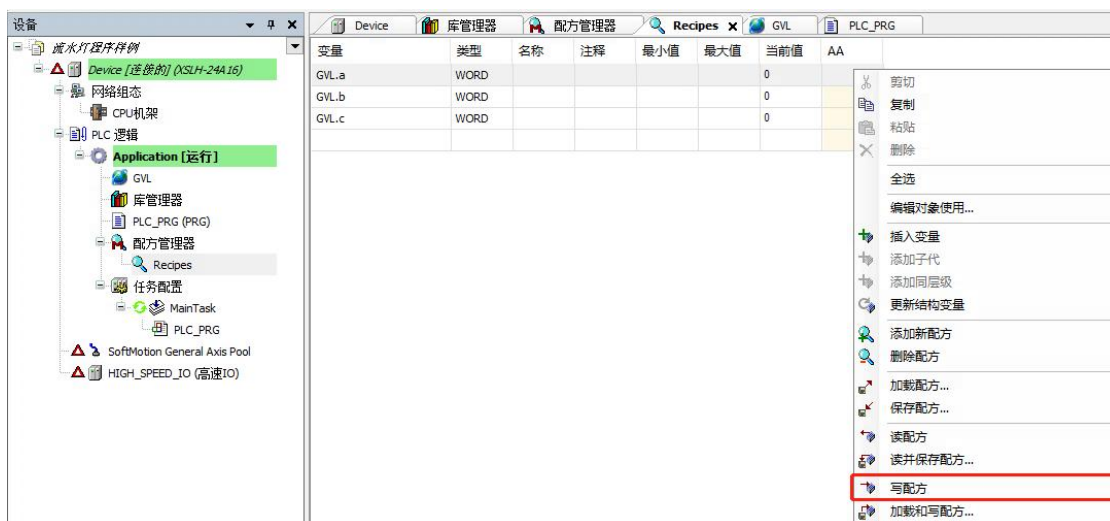 设备
流水灯程序样例
Device [连接的] (XSLH-24A16)
网络组态
CPU机架
PLC 逻辑
Application [运行]
GVL
库管理器
PLC_PRG (PRG)
配方管理器
Recipes
任务配置
MainTask
PLC_PRG
SoftMotion General Axis Pool
HIGH_SPEED_IO (高速IO)
Device 库管理器 配方管理器 Recipes GVL PLC_PRG
变量 类型 名称 注释 最小值 最大值 当前值 AA
GVL.a WORD 0
GVL.b WORD 0
GVL.c WORD 0
剪切
复制
粘贴
删除
全选
编辑对象使用...
插入变量
添加子代
添加同层级
更新结构变量
添加新配方
删除配方
加载配方...
保存配方...
读配方
读并保存配方...
写配方
加载和写配方...